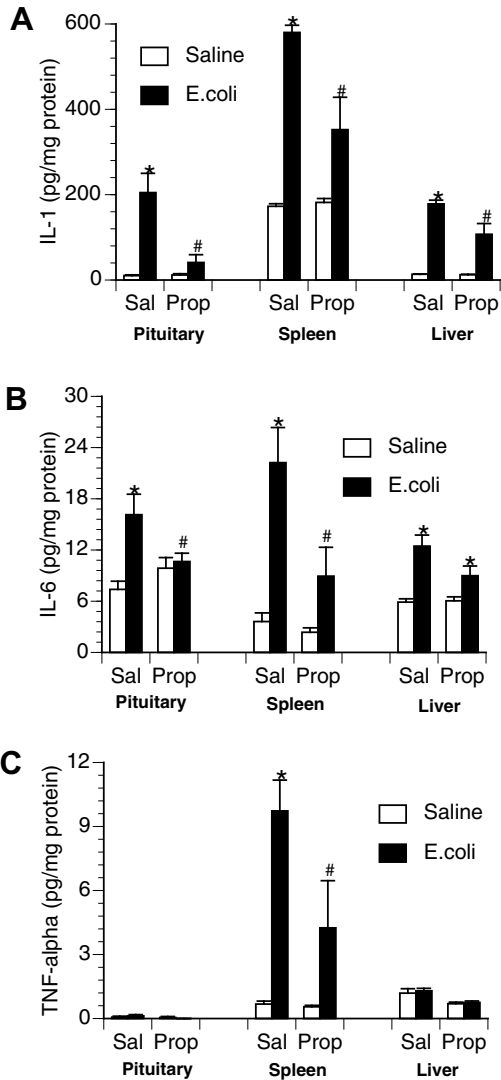 A
IL-1 (pg/mg protein)
600
400
200
0
Saline
E.coli
*
#
*
#
*
#
Sal Prop Sal Prop Sal Prop
Pituitary Spleen Liver
B
IL-6 (pg/mg protein)
30
24
18
12
6
0
Saline
E.coli
*
#
*
#
*
*
Sal Prop Sal Prop Sal Prop
Pituitary Spleen Liver
C
TNF-alpha (pg/mg protein)
12
9
6
3
0
Saline
E.coli
*
#
Sal Prop Sal Prop Sal Prop
Pituitary Spleen Liver